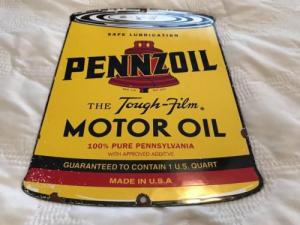 SAFE LUBRICATION
PENNZOIL
THE Tough-Film®
MOTOR OIL
100% PURE PENNSYLVANIA
WITH APPROVED ADDITIVE
GUARANTEED TO CONTAIN 1 U.S. QUART
MADE IN U.S.A